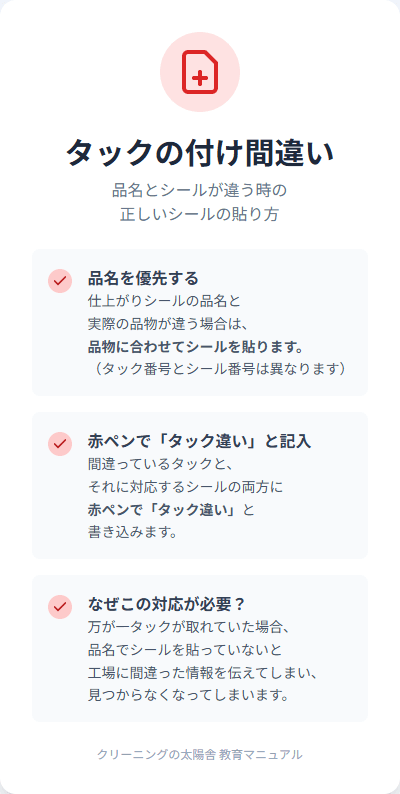 タックの付け間違い
品名とシールが違う時の
正しいシールの貼り方
品名を優先する
仕上がりシールの品名と
実際の品物が違う場合は、
品物に合わせてシールを貼ります。
（タック番号とシール番号は異なります）
赤ペンで「タック違い」と記入
間違っているタックと、
それに対応するシールの両方に
赤ペンで「タック違い」と
書き込みます。
なぜこの対応が必要？
万が一タックが取れていた場合、
品名でシールを貼っていないと
工場に間違った情報を伝えてしまい、
見つからなくなってしまいます。
クリーニングの太陽舎 教育マニュアル